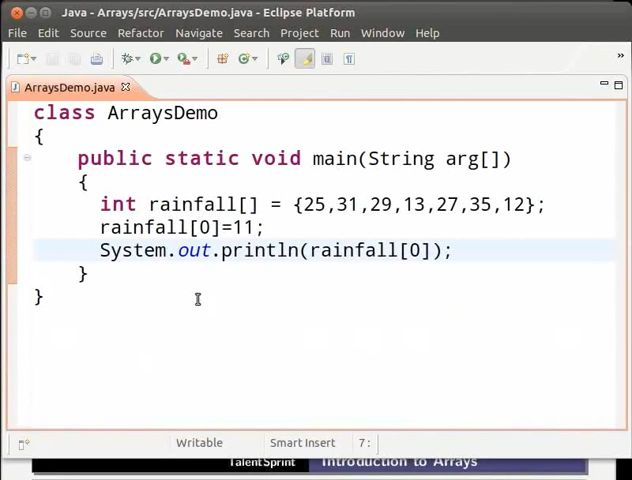 Java - Arrays/src/ArraysDemo.java - Eclipse Platform
File Edit Source Refactor Navigate Search Project Run Window Help
ArraysDemo.java
class ArraysDemo
{
public static void main(String arg[])
{
int rainfall[] = {25,31,29,13,27,35,12};
rainfall[0]=11;
System.out.println(rainfall[0]);
}
}
Writable Smart Insert 7 :
TalentSprint Introduction to Arrays